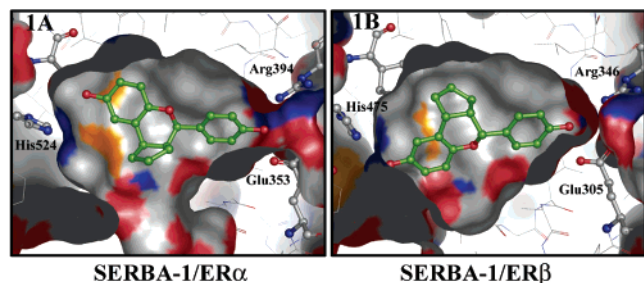 1A
Arg394
His524
Glu353
SERBA-1/ERα
1B
Arg346
His475
Glu305
SERBA-1/ERβ